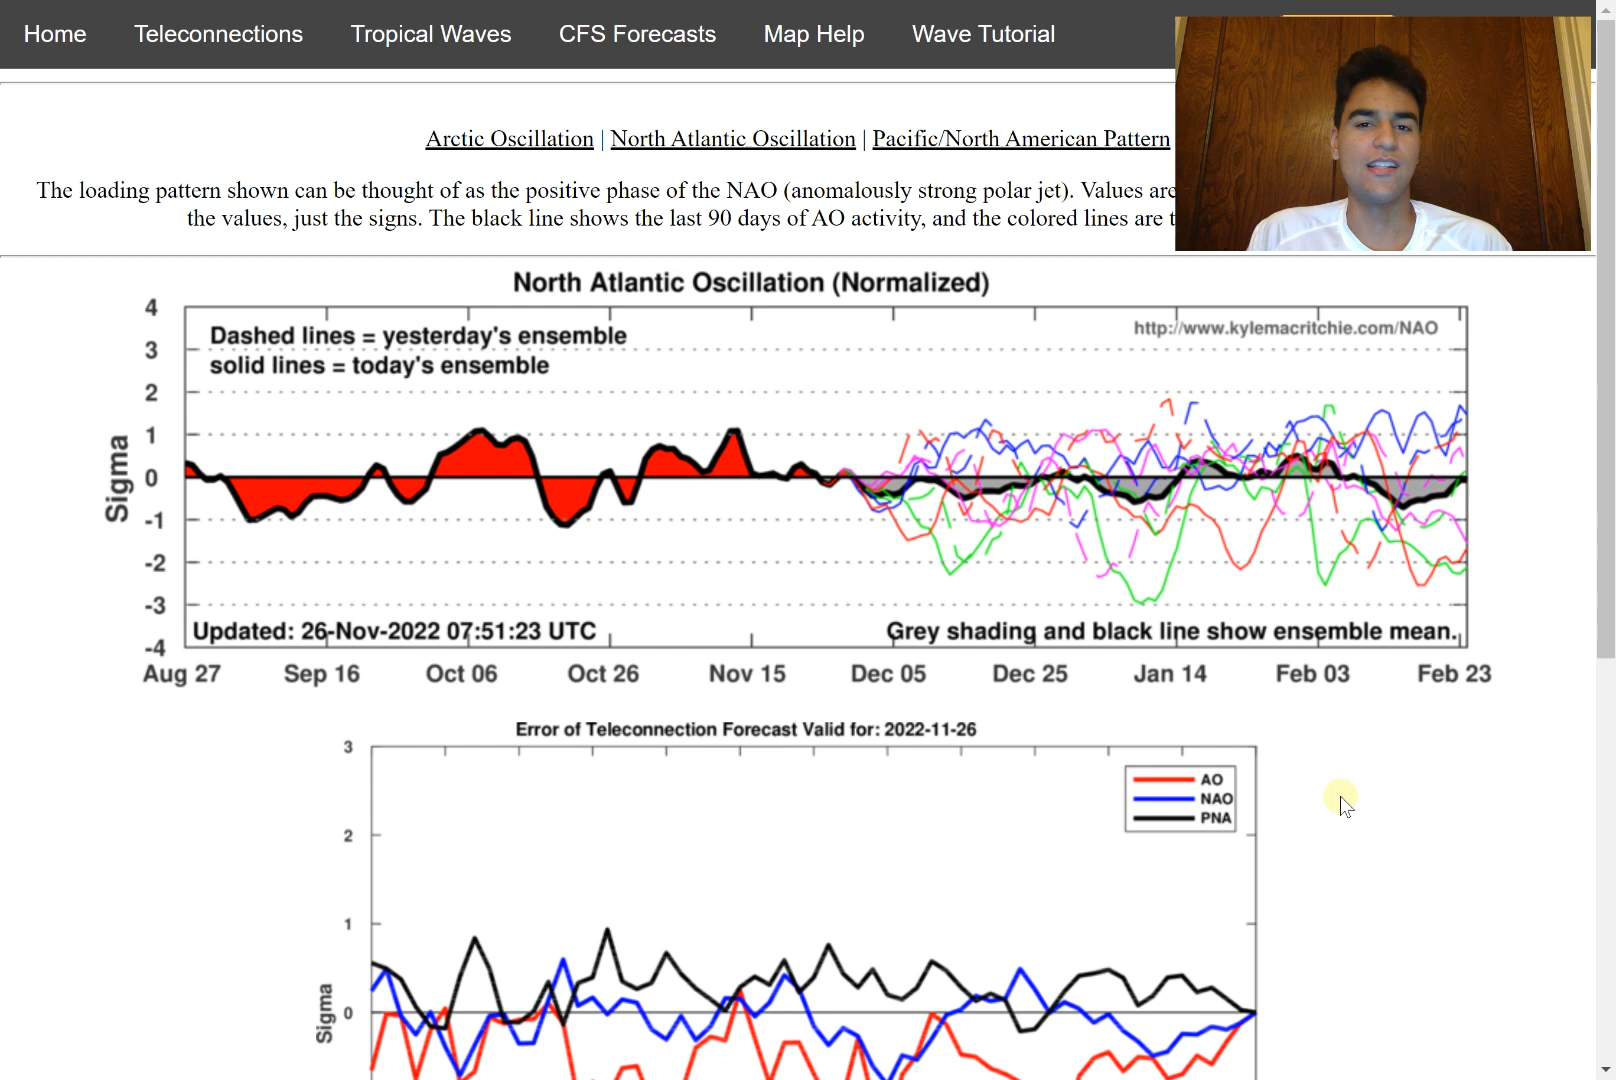 Home Teleconnections Tropical Waves CFS Forecasts Map Help Wave Tutorial
Arctic Oscillation | North Atlantic Oscillation | Pacific/North American Pattern
The loading pattern shown can be thought of as the positive phase of the NAO (anomalously strong polar jet). Values are
the values, just the signs. The black line shows the last 90 days of AO activity, and the colored lines are t
North Atlantic Oscillation (Normalized)
Dashed lines = yesterday's ensemble
solid lines = today's ensemble
http://www.kylemacritchie.com/NAO
4
3
2
1
0
-1
-2
-3
-4
Sigma
Updated: 26-Nov-2022 07:51:23 UTC
Grey shading and black line show ensemble mean.
Aug 27 Sep 16 Oct 06 Oct 26 Nov 15 Dec 05 Dec 25 Jan 14 Feb 03 Feb 23
Error of Teleconnection Forecast Valid for: 2022-11-26
3
2
1
0
Sigma
AO
NAO
PNA